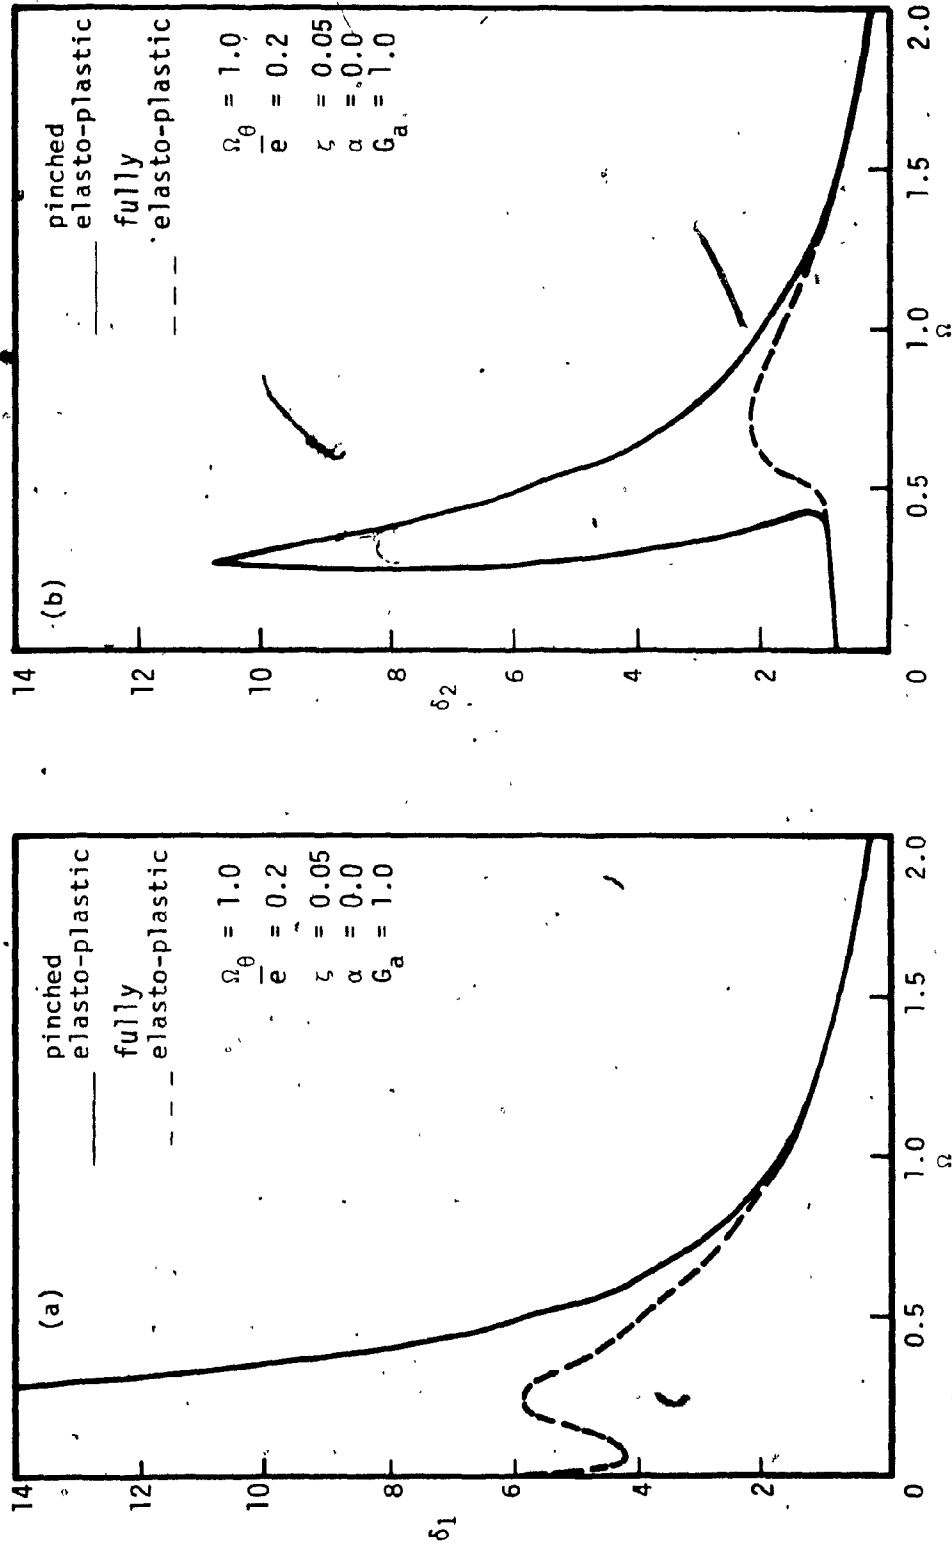 (a)
pinched
elasto-plastic
fully
elasto-plastic
Ω_θ = 1.0
e̅ = 0.2
ζ = 0.05
α = 0.0
G_a = 1.0
14
12
10
8
6
4
2
δ₁
0
0.5
1.0
1.5
2.0
Ω
(b)
pinched
elasto-plastic
fully
elasto-plastic
Ω_θ = 1.0
e̅ = 0.2
ζ = 0.05
α = 0.0
G_a = 1.0
14
12
10
8
6
4
2
δ₂
0
0.5
1.0
1.5
2.0
Ω